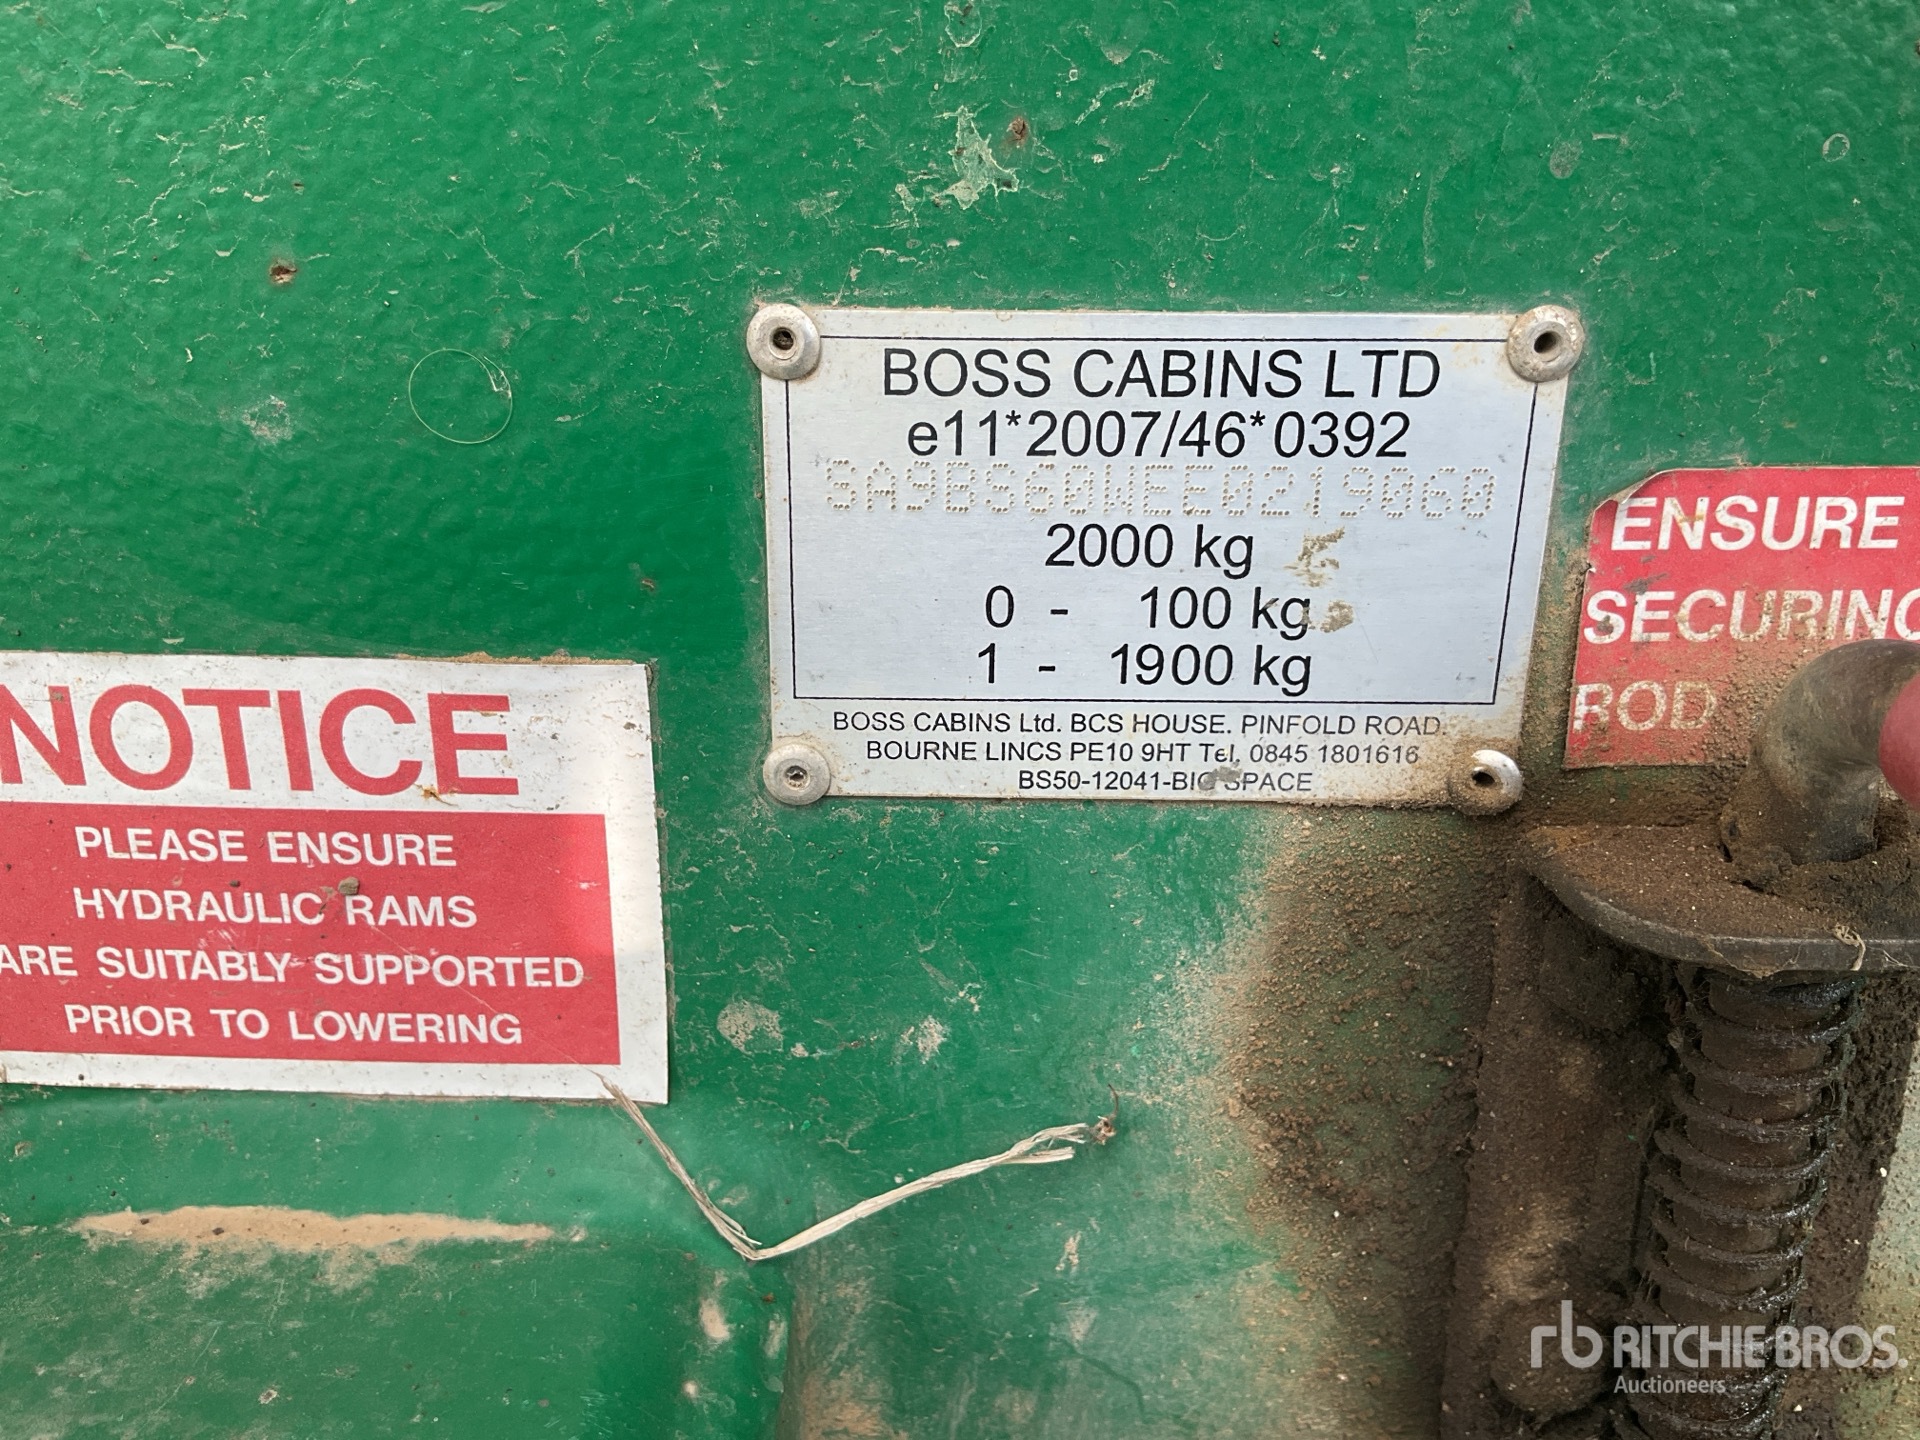 BOSS CABINS LTD
e11*2007/46*0392
SA9BS60WEE0219060
2000 kg
0 - 100 kg
1 - 1900 kg
BOSS CABINS Ltd. BCS HOUSE. PINFOLD ROAD.
BOURNE LINCS PE10 9HT Tel. 0845 1801616
BS50-12041-BIG SPACE
NOTICE
PLEASE ENSURE
HYDRAULIC RAMS
ARE SUITABLY SUPPORTED
PRIOR TO LOWERING
ENSURE
SECURING
ROD
rb RITCHIE BROS.
Auctioneers